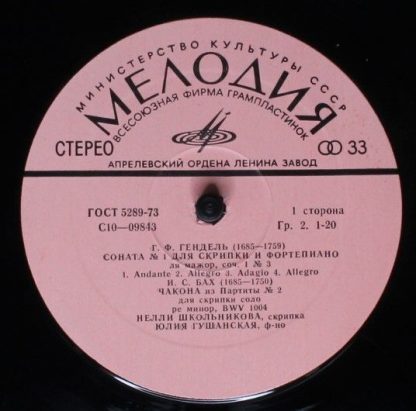 МИНИСТЕРСТВО КУЛЬТУРЫ СССР
МЕЛОДИЯ
ВСЕСОЮЗНАЯ ФИРМА ГРАМПЛАСТИНОК
СТЕРЕО
33
АПРЕЛЕВСКИЙ ОРДЕНА ЛЕНИНА ЗАВОД
ГОСТ 5289-73
1 сторона
С10—09843
Гр. 2. 1-20
Г. Ф. ГЕНДЕЛЬ (1685—1759)
СОНАТА № 1 ДЛЯ СКРИПКИ И ФОРТЕПИАНО
ля мажор, соч. 1 № 3
1. Andante 2. Allegro 3. Adagio 4. Allegro
И. С. БАХ (1685—1750)
ЧАКОНА из Партиты № 2
для скрипки соло
ре минор, BWV 1004
НЕЛЛИ ШКОЛЬНИКОВА, скрипка
ЮЛИЯ ГУШАНСКАЯ, ф-но